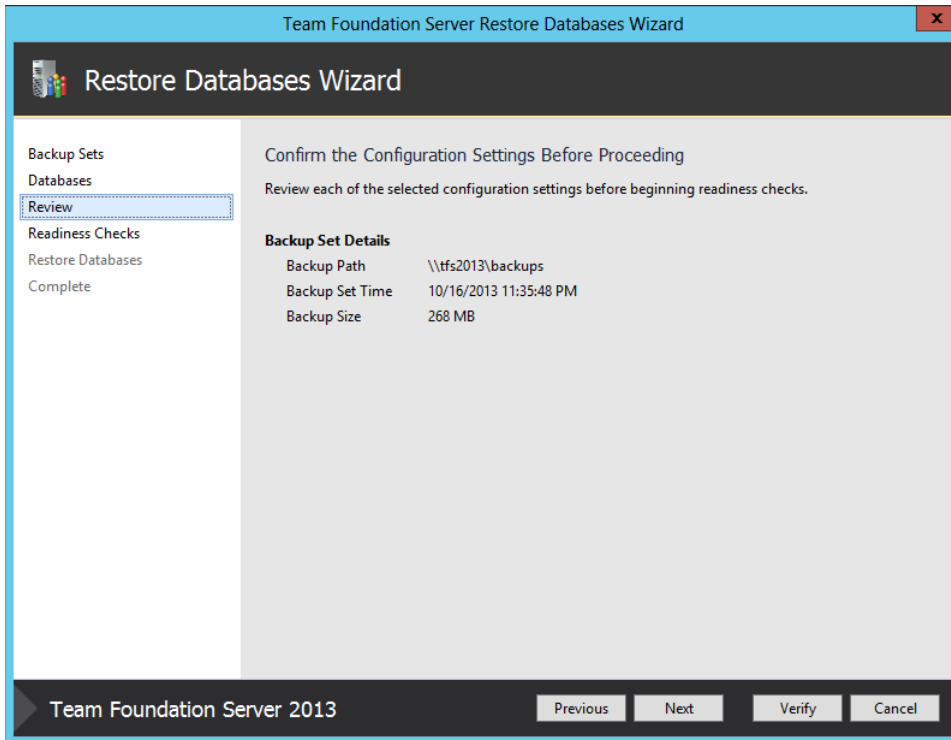 Team Foundation Server Restore Databases Wizard
x
Restore Databases Wizard
Backup Sets
Databases
Review
Readiness Checks
Restore Databases
Complete
Confirm the Configuration Settings Before Proceeding
Review each of the selected configuration settings before beginning readiness checks.
Backup Set Details
Backup Path \\tfs2013\backups
Backup Set Time 10/16/2013 11:35:48 PM
Backup Size 268 MB
Team Foundation Server 2013
Previous Next Verify Cancel